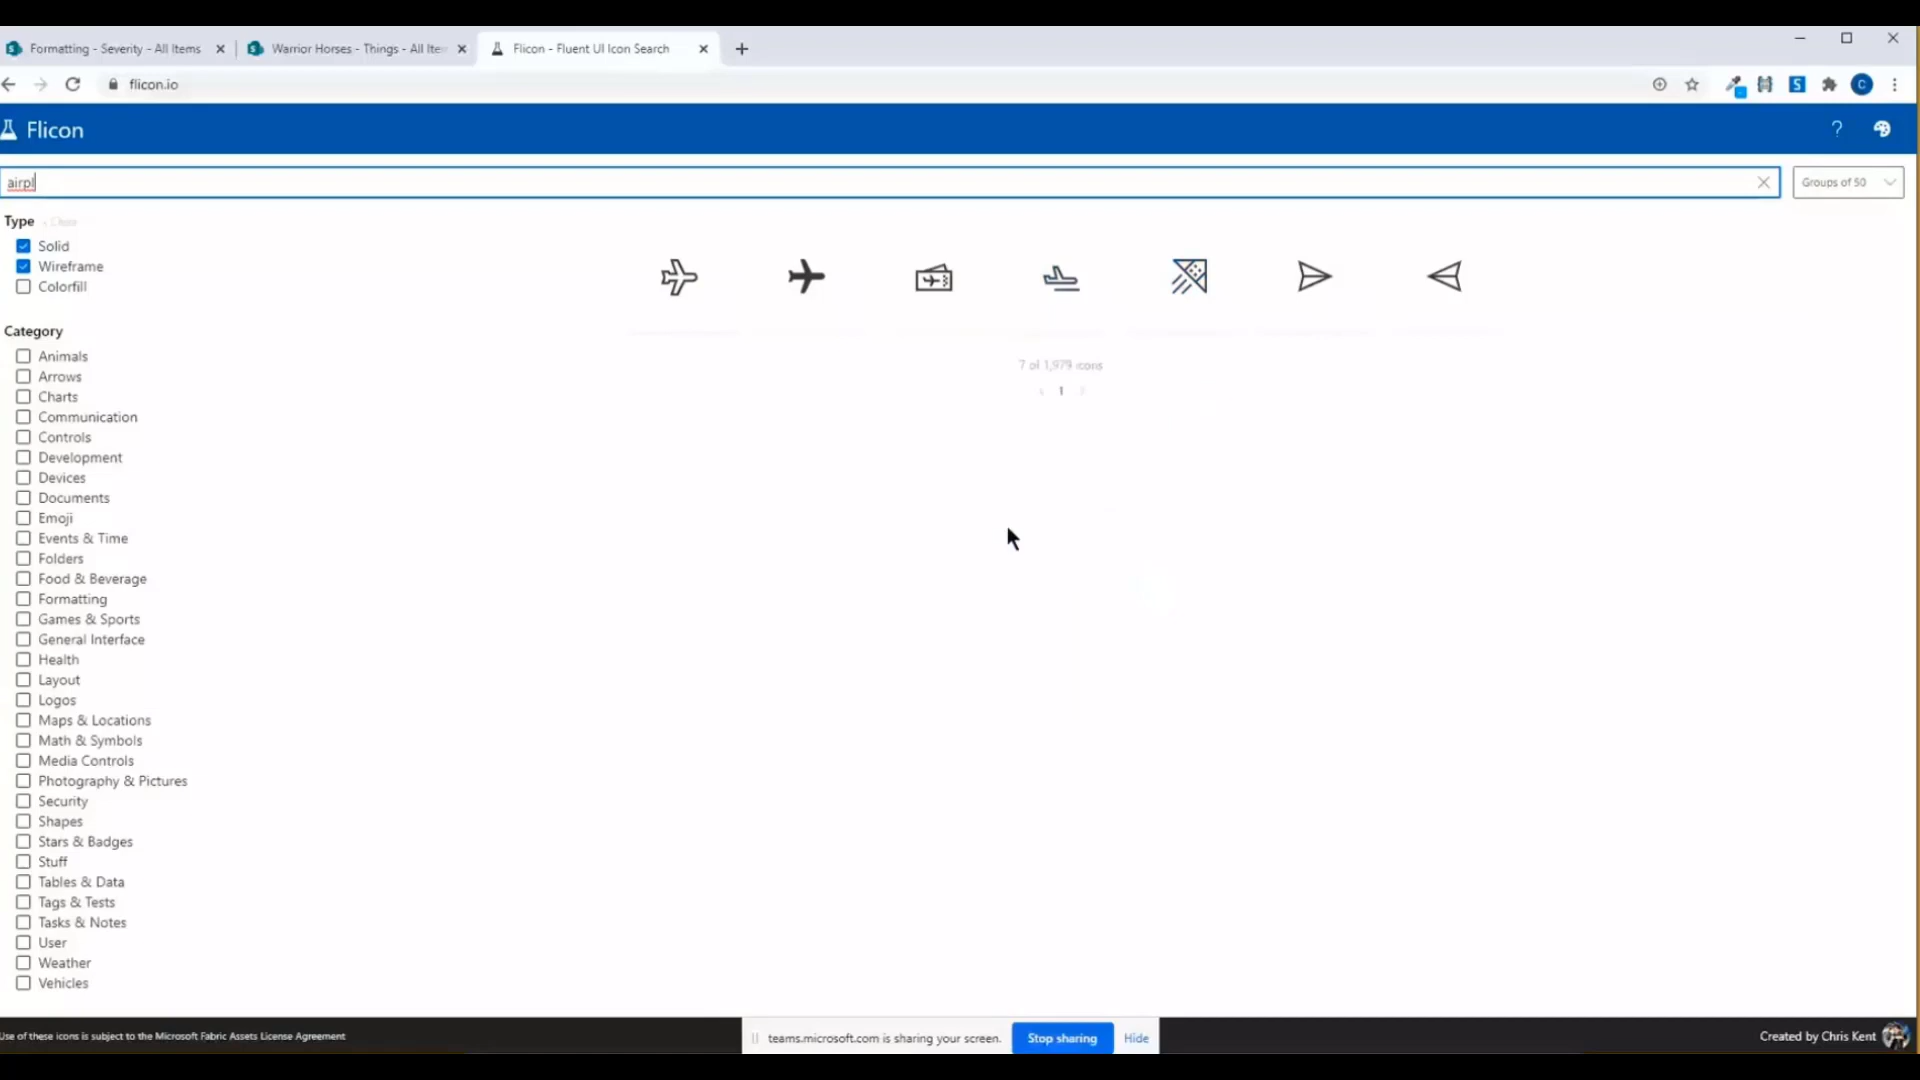 Formatting - Severity - All Items
Warrior Horses - Things - All Iter
Flicon - Fluent UI Icon Search
flicon.io
S
C
Flicon
?
airpl
Groups of 50
Type
Solid
Wireframe
Colorfill
Category
Animals
Arrows
Charts
Communication
Controls
Development
Devices
Documents
Emoji
Events & Time
Folders
Food & Beverage
Formatting
Games & Sports
General Interface
Health
Layout
Logos
Maps & Locations
Math & Symbols
Media Controls
Photography & Pictures
Security
Shapes
Stars & Badges
Stuff
Tables & Data
Tags & Tests
Tasks & Notes
User
Weather
Vehicles
7 of 1,979 icons
1
Use of these icons is subject to the Microsoft Fabric Assets License Agreement
teams.microsoft.com is sharing your screen.
Stop sharing
Hide
Created by Chris Kent